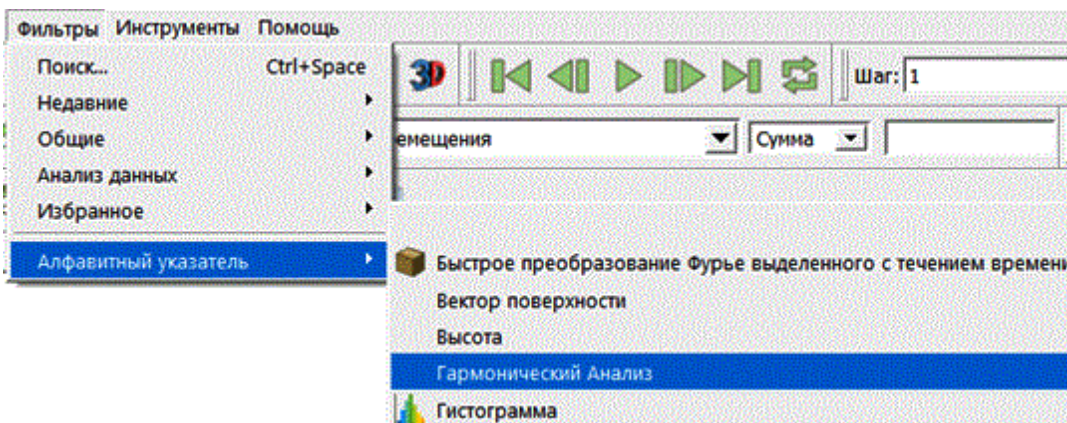 Фильтры Инструменты Помощь
Поиск... Ctrl+Space
Недавние
Общие
Анализ данных
Избранное
Алфавитный указатель
3D Шаг: 1
емещения Сумма
Быстрое преобразование Фурье выделенного с течением времени
Вектор поверхности
Высота
Гармонический Анализ
Гистограмма